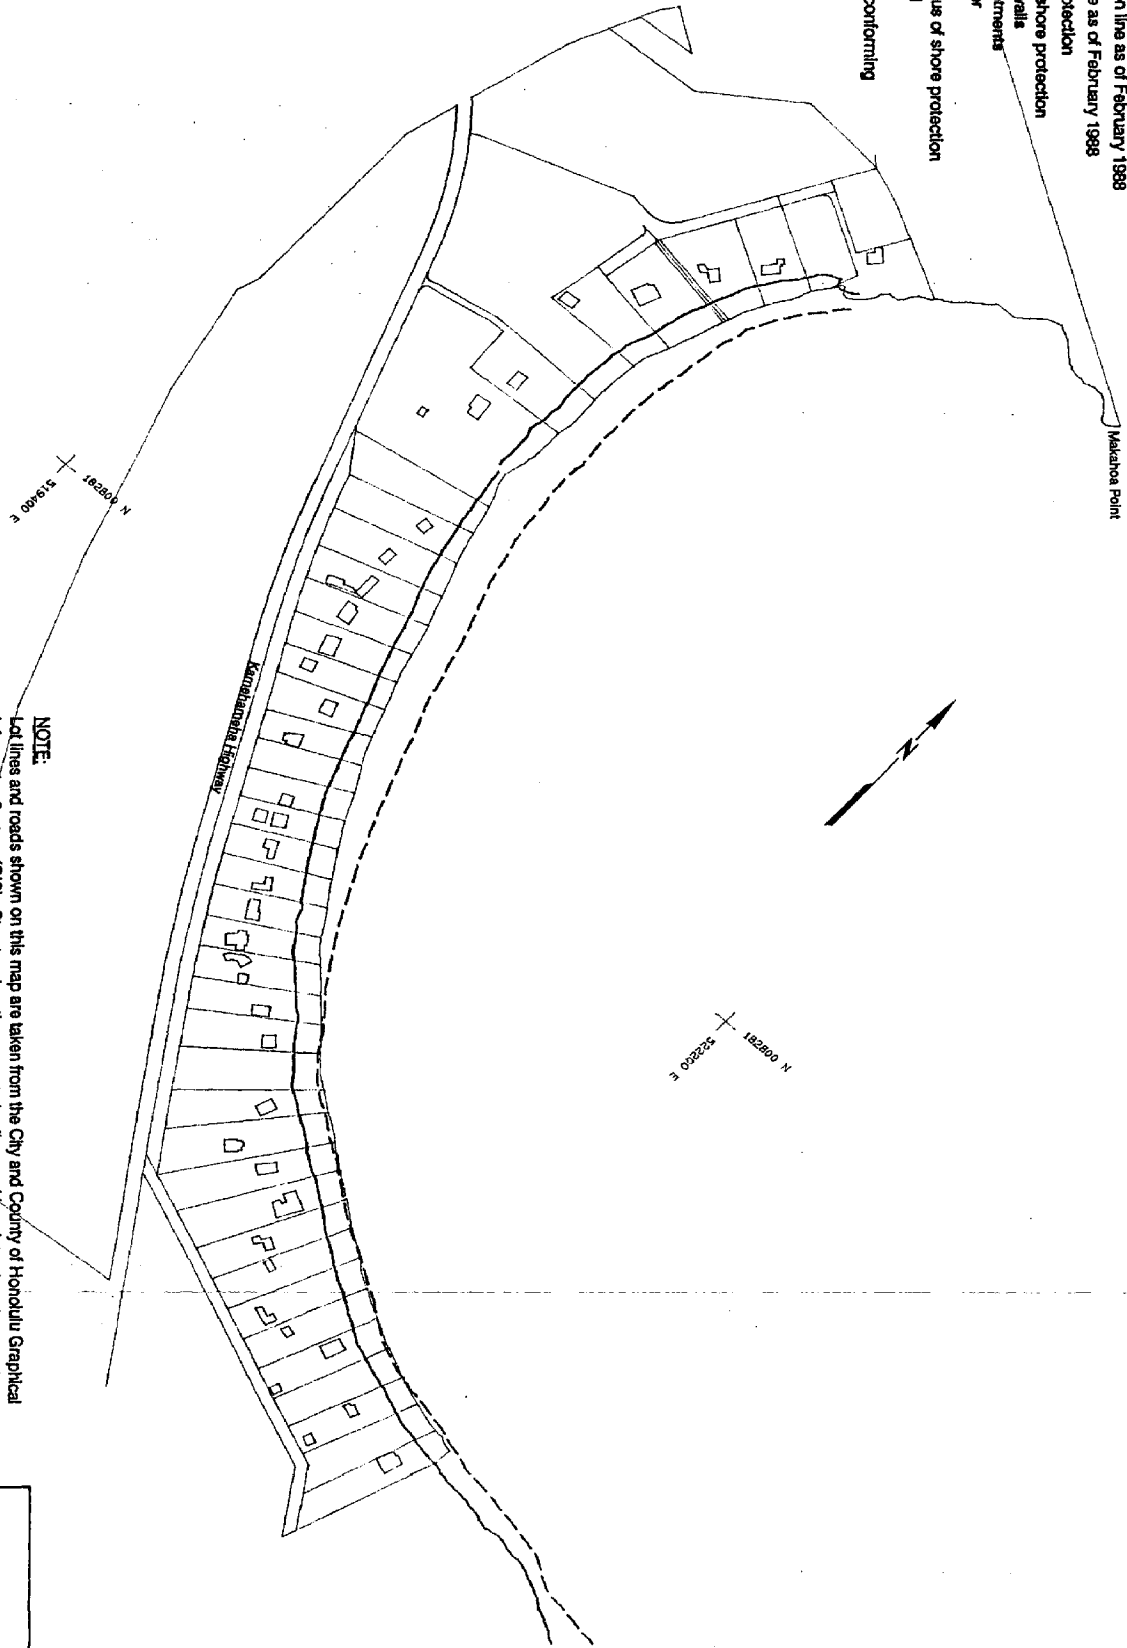 n line as of February 1988
e as of February 1988
otection
shore protection
valls
tments
r
us of shore protection
conforming
Makahoa Point
182800 N
519400 E
Kamehameha Highway
N
182800 N
522200 E
NOTE:
Lot lines and roads shown on this map are taken from the City and County of Honolulu Graphical